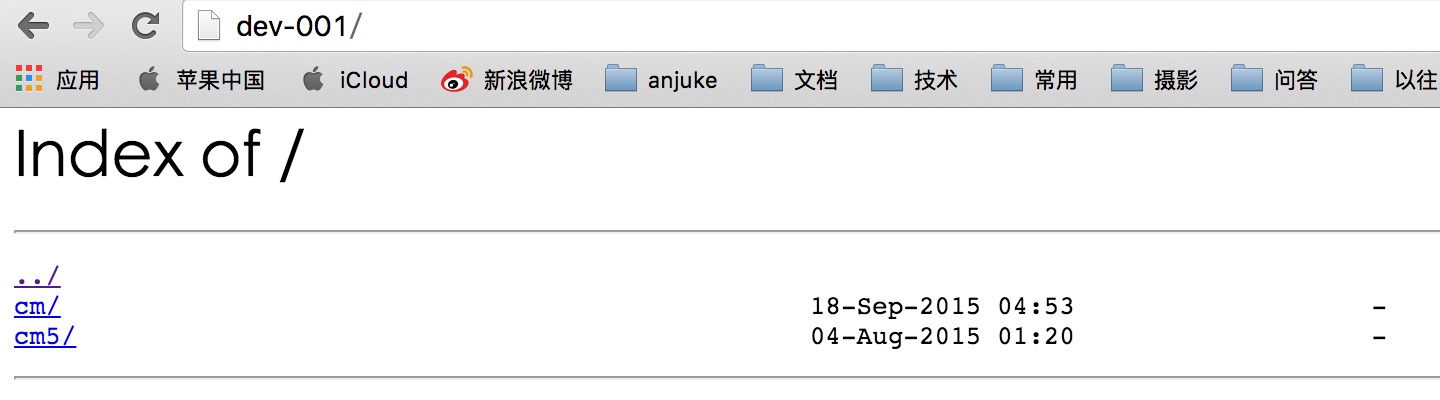 dev-001/
应用 苹果中国 iCloud 新浪微博 anjuke 文档 技术 常用 摄影 问答 以往
Index of /
../
cm/ 18-Sep-2015 04:53 -
cm5/ 04-Aug-2015 01:20 -